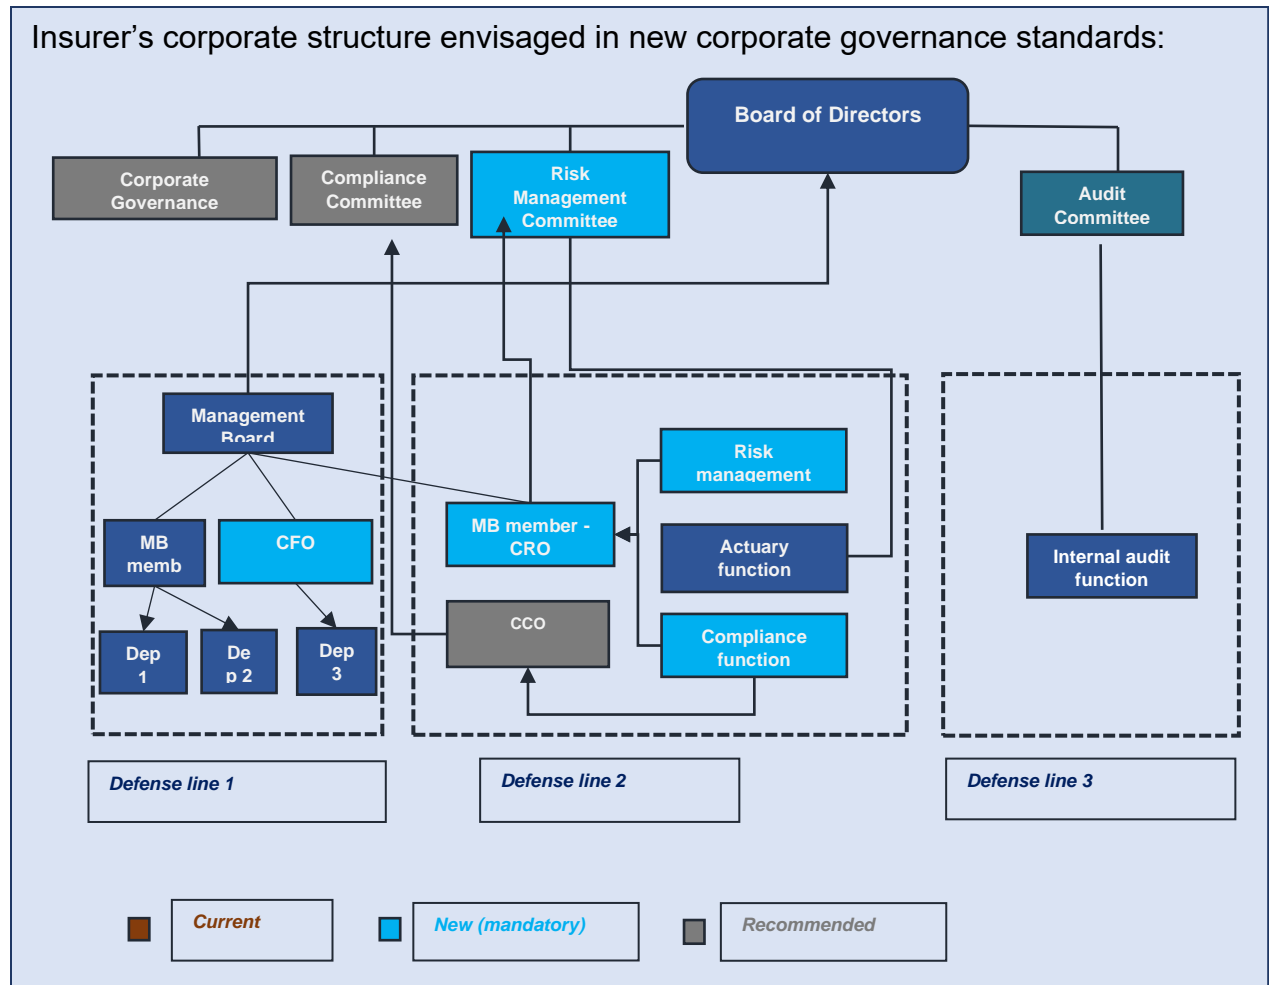 Insurer’s corporate structure envisaged in new corporate governance standards:
Board of Directors
Corporate
Governance
Compliance
Committee
Risk
Management
Committee
Audit
Committee
Management
Board
MB
memb
CFO
Dep
1
De
p 2
Dep
3
MB member -
CRO
CCO
Risk
management
Actuary
function
Compliance
function
Internal audit
function
Defense line 1
Defense line 2
Defense line 3
Current
New (mandatory)
Recommended